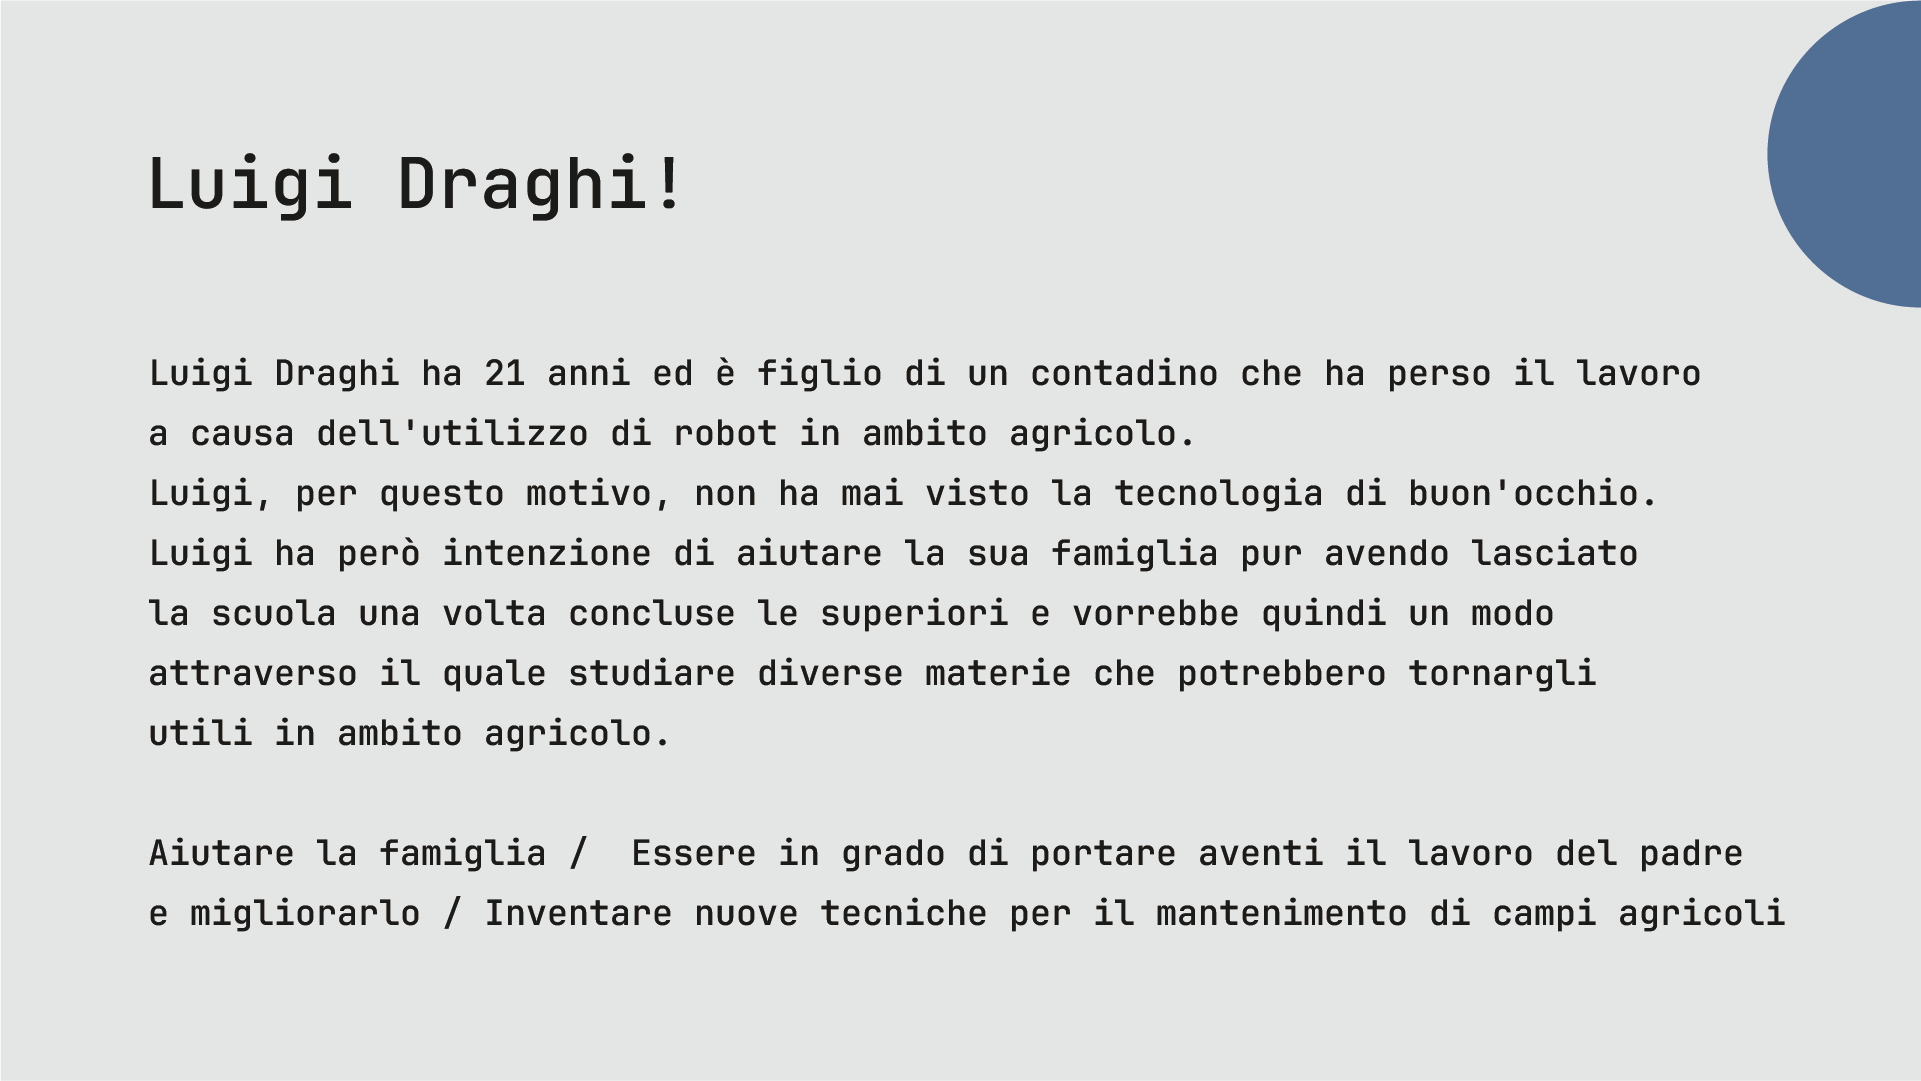 Luigi Draghi!
Luigi Draghi ha 21 anni ed è figlio di un contadino che ha perso il lavoro
a causa dell'utilizzo di robot in ambito agricolo.
Luigi, per questo motivo, non ha mai visto la tecnologia di buon'occhio.
Luigi ha però intenzione di aiutare la sua famiglia pur avendo lasciato
la scuola una volta concluse le superiori e vorrebbe quindi un modo
attraverso il quale studiare diverse materie che potrebbero tornargli
utili in ambito agricolo.
Aiutare la famiglia /  Essere in grado di portare aventi il lavoro del padre
e migliorarlo / Inventare nuove tecniche per il mantenimento di campi agricoli